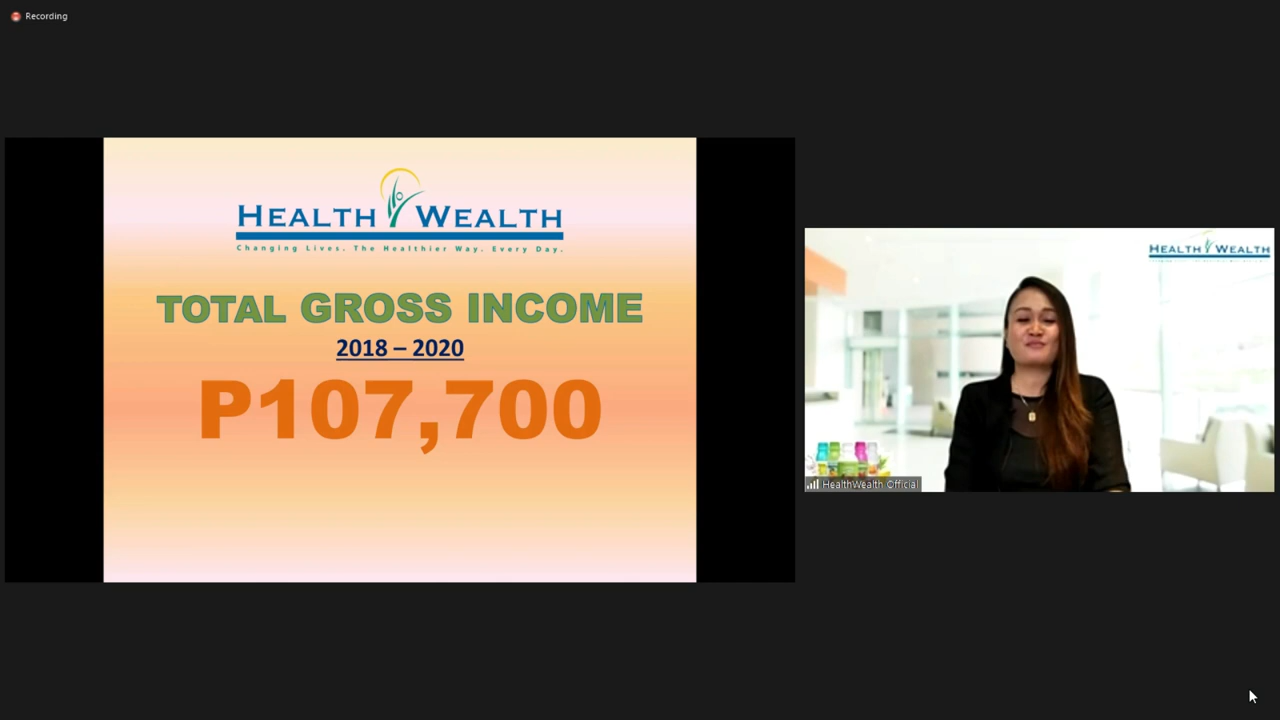 Recording
HEALTH WEALTH
Changing Lives. The Healthier Way. Every Day.
TOTAL GROSS INCOME
2018 – 2020
P107,700
HEALTH WEALTH
HealthWealth Official